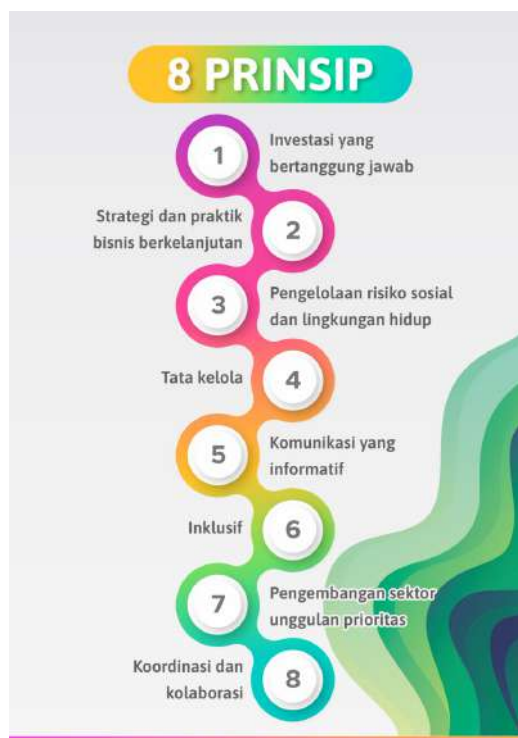 8 PRINSIP
1
Investasi yang
bertanggung jawab
2
Strategi dan praktik
bisnis berkelanjutan
3
Pengelolaan risiko sosial
dan lingkungan hidup
4
Tata kelola
5
Komunikasi yang
informatif
6
Inklusif
7
Pengembangan sektor
unggulan prioritas
8
Koordinasi dan
kolaborasi